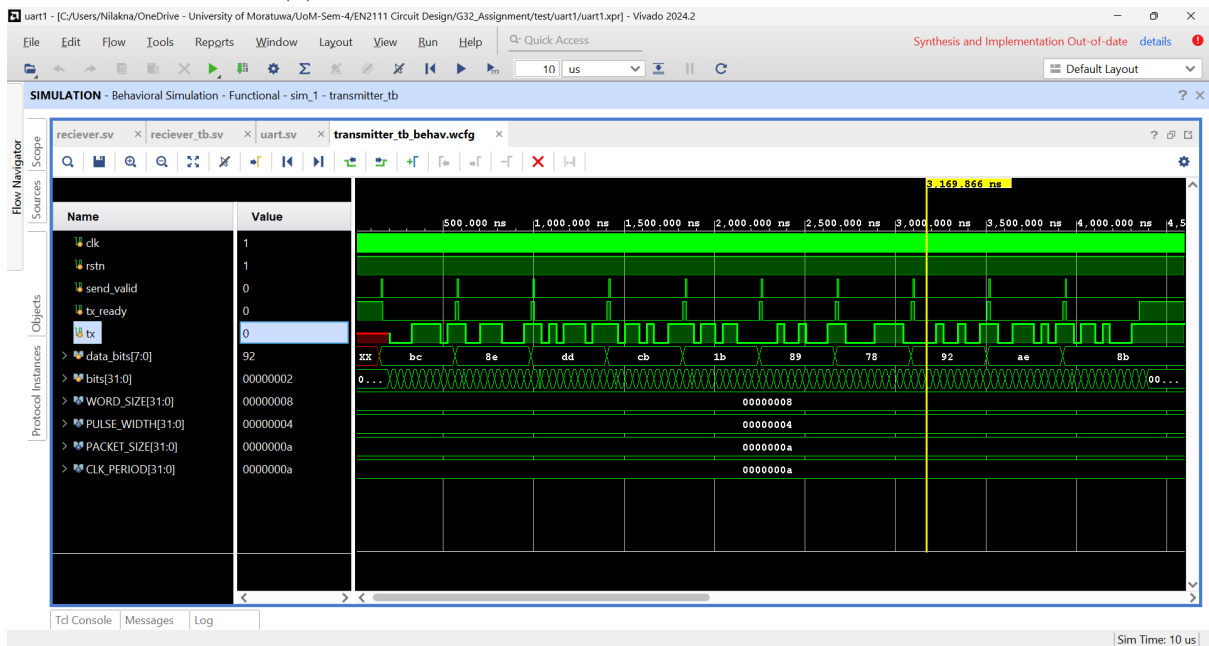 uart1 - [C:/Users/Nilakna/OneDrive - University of Moratuwa/UoM-Sem-4/EN2111 Circuit Design/G32_Assignment/test/uart1/uart1.xpr] - Vivado 2024.2
File Edit Flow Tools Reports Window Layout View Run Help Quick Access Synthesis and Implementation Out-of-date details
10 us Default Layout
SIMULATION - Behavioral Simulation - Functional - sim_1 - transmitter_tb
Flow Navigator
Scope
Sources
Objects
Protocol Instances
reciever.sv reciever_tb.sv uart.sv transmitter_tb_behav.wcfg
3,169.866 ns
Name Value 500.000 ns 1,000.000 ns 1,500.000 ns 2,000.000 ns 2,500.000 ns 3,000.000 ns 3,500.000 ns 4,000.000 ns 4,5
clk 1
rstn 1
send_valid 0
tx_ready 0
tx 0
data_bits[7:0] 92 XX bc 8e dd cb 1b 89 78 92 ae 8b
bits[31:0] 00000002 0... 00...
WORD_SIZE[31:0] 00000008 00000008
PULSE_WIDTH[31:0] 00000004 00000004
PACKET_SIZE[31:0] 0000000a 0000000a
CLK_PERIOD[31:0] 0000000a 0000000a
Tcl Console Messages Log
Sim Time: 10 us